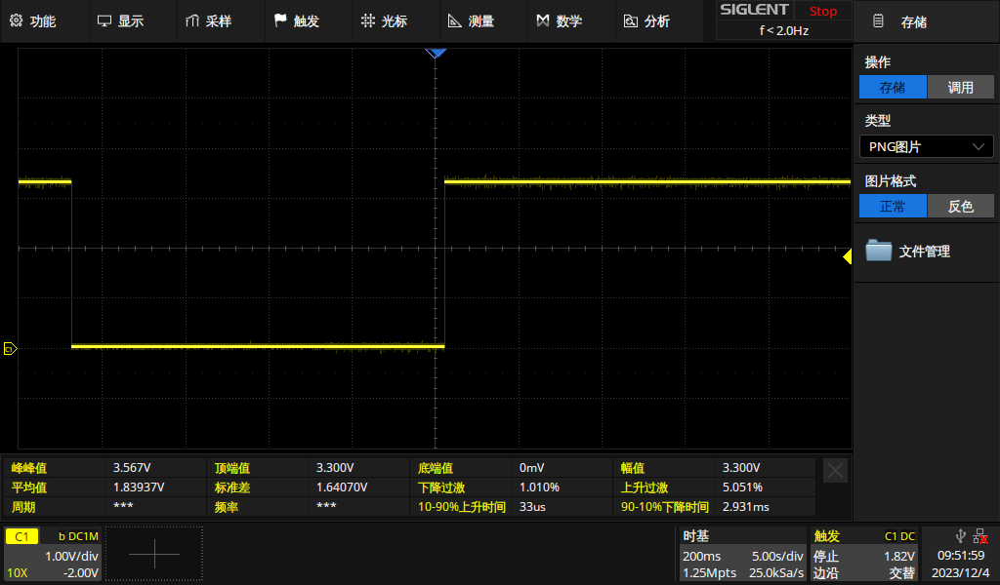 功能 显示 采样 触发 光标 测量 数学 分析 SIGLENT Stop 存储
f < 2.0Hz
操作
存储 调用
类型
PNG图片
图片格式
正常 反色
文件管理
C1
峰峰值 3.567V 顶端值 3.300V 底端值 0mV 幅值 3.300V
平均值 1.83937V 标准差 1.64070V 下降过激 1.010% 上升过激 5.051%
周期 *** 频率 *** 10-90%上升时间 33us 90-10%下降时间 2.931ms
C1 b DC1M 时基 触发 C1 DC
1.00V/div 200ms 5.00s/div 停止 1.82V 09:51:59
10X -2.00V 1.25Mpts 25.0kSa/s 边沿 交替 2023/12/4